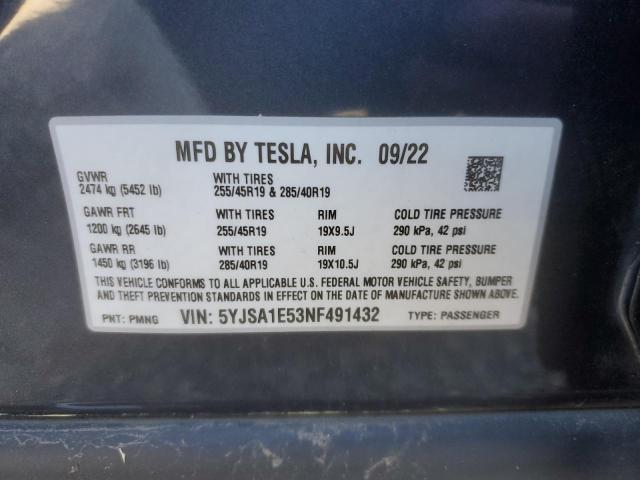 MFD BY TESLA, INC. 09/22
GVWR
2474 kg (5452 lb)
WITH TIRES
255/45R19 & 285/40R19
GAWR FRT
1200 kg (2645 lb)
WITH TIRES
255/45R19
RIM
19X9.5J
COLD TIRE PRESSURE
290 kPa, 42 psi
GAWR RR
1450 kg (3196 lb)
WITH TIRES
285/40R19
RIM
19X10.5J
COLD TIRE PRESSURE
290 kPa, 42 psi
THIS VEHICLE CONFORMS TO ALL APPLICABLE U.S. FEDERAL MOTOR VEHICLE SAFETY, BUMPER
AND THEFT PREVENTION STANDARDS IN EFFECT ON THE DATE OF MANUFACTURE SHOWN ABOVE.
PNT: PMNG VIN: 5YJSA1E53NF491432 TYPE: PASSENGER